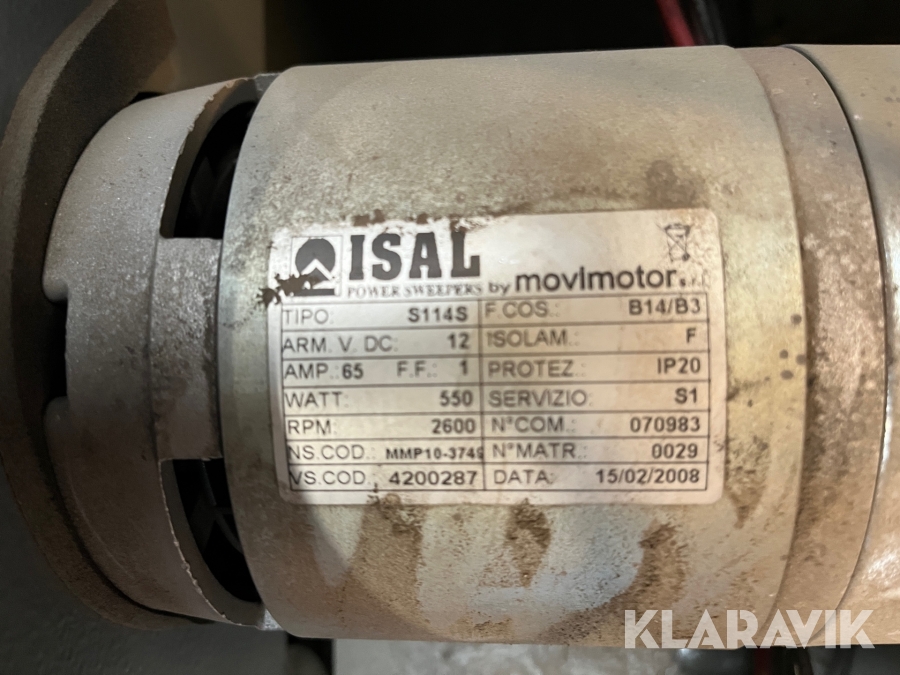 ISAL
POWER SWEEPERS by movImotor s.r.l
TIPO: S114S F.COS.: B14/B3
ARM. V. DC: 12 ISOLAM.: F
AMP.:65 F.F.: 1 PROTEZ.: IP20
WATT: 550 SERVIZIO: S1
RPM: 2600 N°COM.: 070983
NS.COD.: MMP10-3749 N°MATR.: 0029
VS.COD. 4200287 DATA: 15/02/2008
KLARAVIK